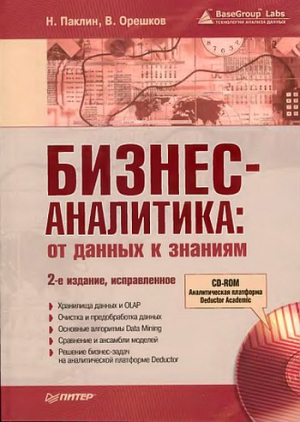 Н. Паклин, В. Орешков
BaseGroup Labs
ТЕХНОЛОГИИ АНАЛИЗА ДАННЫХ
БИЗНЕС-
АНАЛИТИКА:
от данных к знаниям
2-е издание, исправленное
CD-ROM
Аналитическая платформа
Deductor Academic
Хранилища данных и OLAP
Очистка и предобработка данных
Основные алгоритмы Data Mining
Сравнение и ансамбли моделей
Решение бизнес-задач
на аналитической платформе Deductor
ПИТЕР